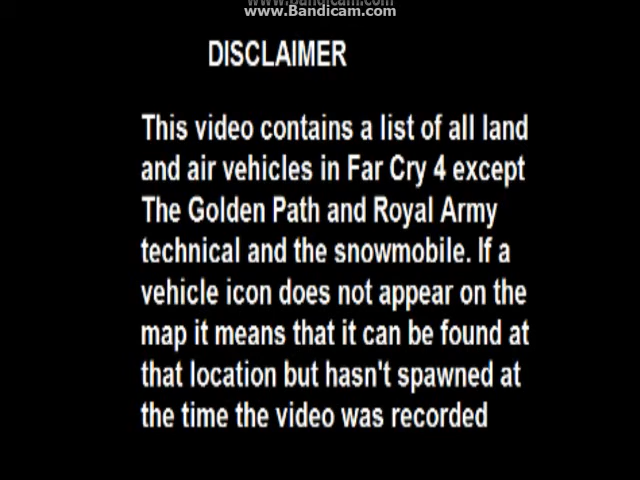 www.Bandicam.com
www.Bandicam.com
DISCLAIMER
This video contains a list of all land
and air vehicles in Far Cry 4 except
The Golden Path and Royal Army
technical and the snowmobile. If a
vehicle icon does not appear on the
map it means that it can be found at
that location but hasn't spawned at
the time the video was recorded